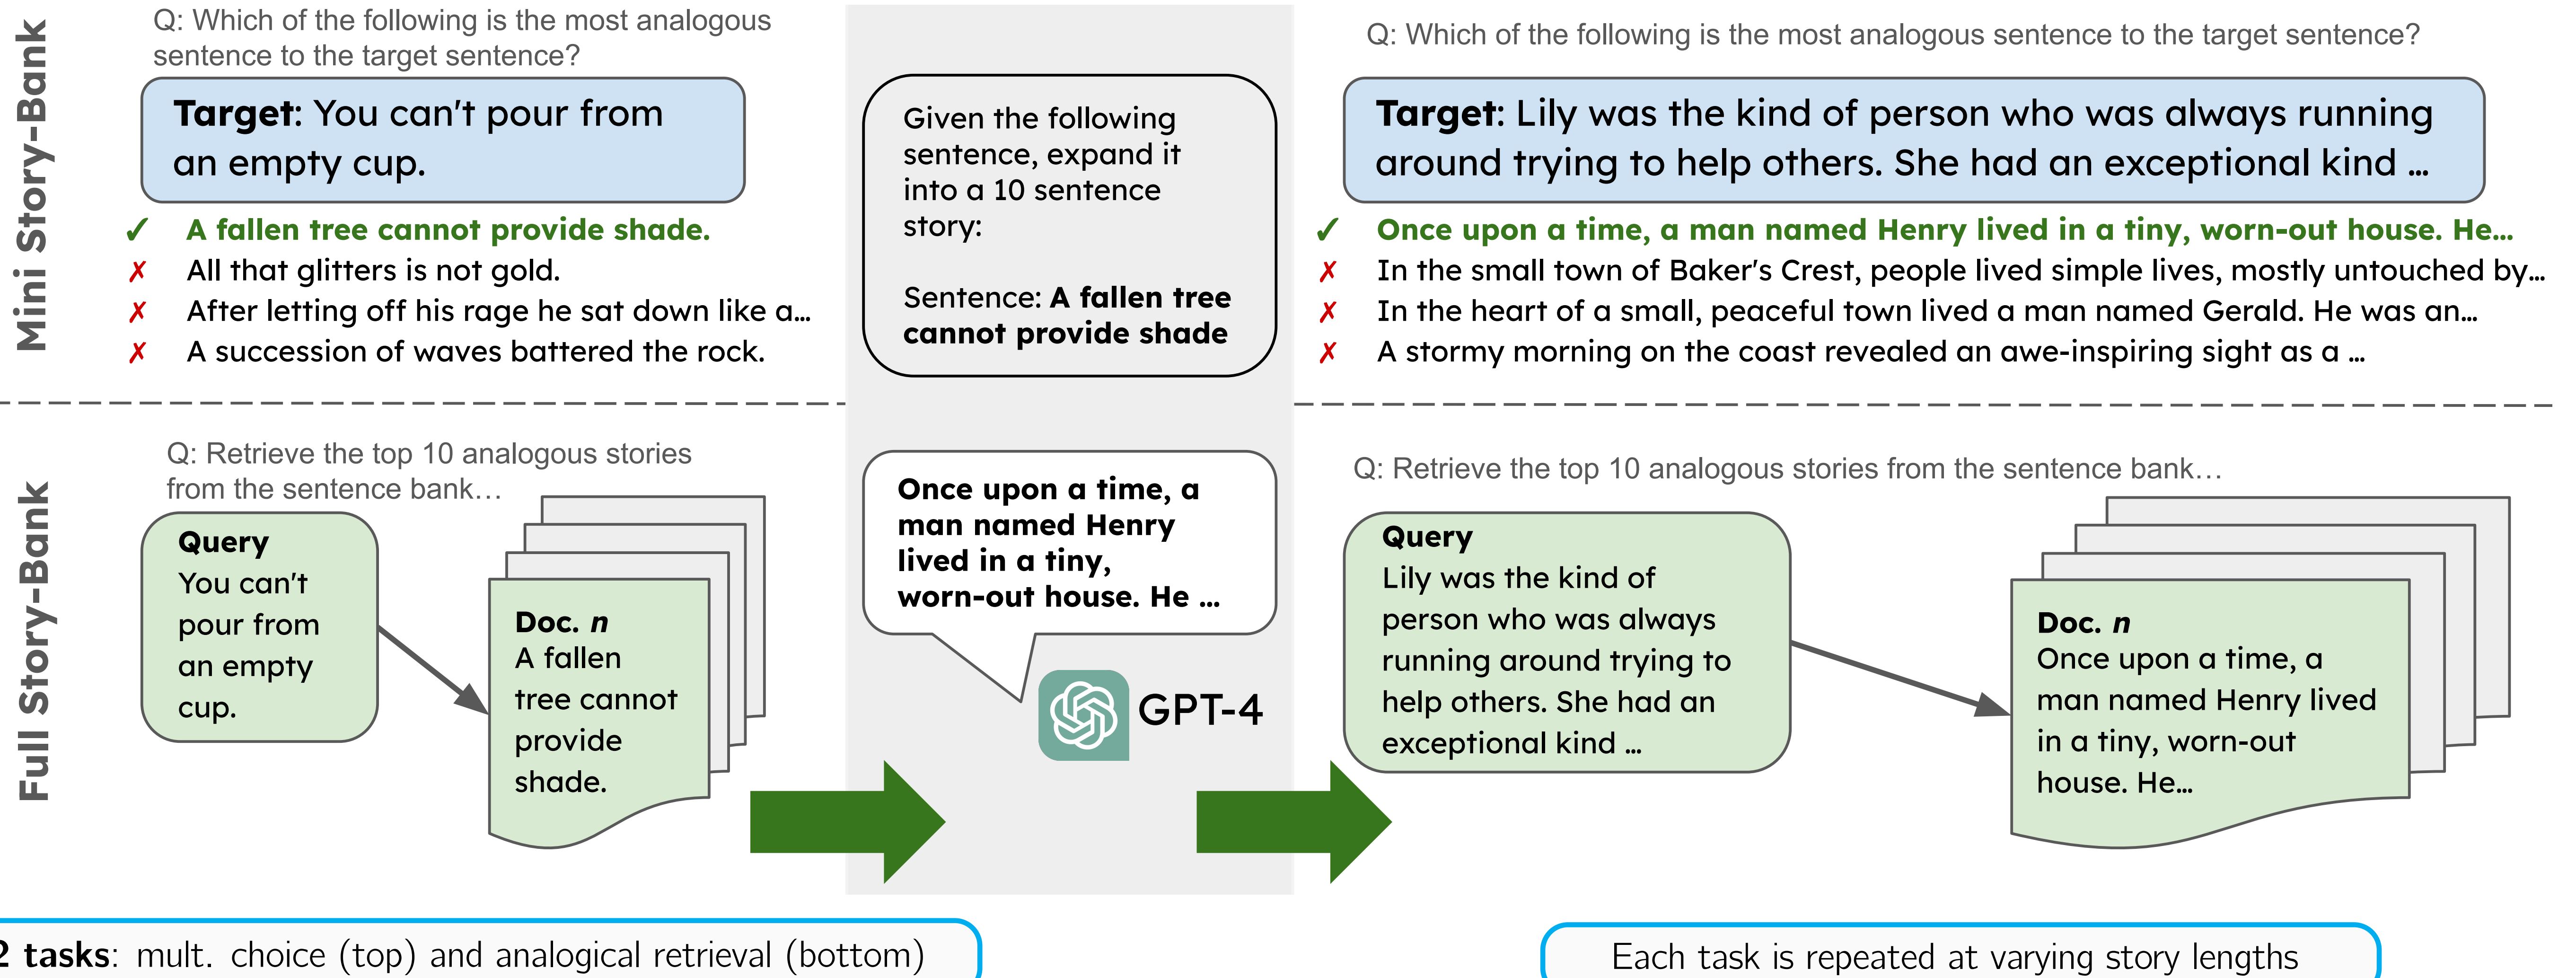 Mini Story-Bank
Q: Which of the following is the most analogous
sentence to the target sentence?
Target: You can't pour from
an empty cup.
✓ A fallen tree cannot provide shade.
✗ All that glitters is not gold.
✗ After letting off his rage he sat down like a...
✗ A succession of waves battered the rock.
Given the following
sentence, expand it
into a 10 sentence
story:
Sentence: A fallen tree
cannot provide shade
Q: Which of the following is the most analogous sentence to the target sentence?
Target: Lily was the kind of person who was always running
around trying to help others. She had an exceptional kind ...
✓ Once upon a time, a man named Henry lived in a tiny, worn-out house. He...
✗ In the small town of Baker's Crest, people lived simple lives, mostly untouched by...
✗ In the heart of a small, peaceful town lived a man named Gerald. He was an...
✗ A stormy morning on the coast revealed an awe-inspiring sight as a ...
Full Story-Bank
Q: Retrieve the top 10 analogous stories
from the sentence bank...
Query
You can't
pour from
an empty
cup.
Doc. n
A fallen
tree cannot
provide
shade.
Once upon a time, a
man named Henry
lived in a tiny,
worn-out house. He ...
GPT-4
Q: Retrieve the top 10 analogous stories from the sentence bank...
Query
Lily was the kind of
person who was always
running around trying to
help others. She had an
exceptional kind ...
Doc. n
Once upon a time, a
man named Henry lived
in a tiny, worn-out
house. He...
2 tasks: mult. choice (top) and analogical retrieval (bottom)
Each task is repeated at varying story lengths